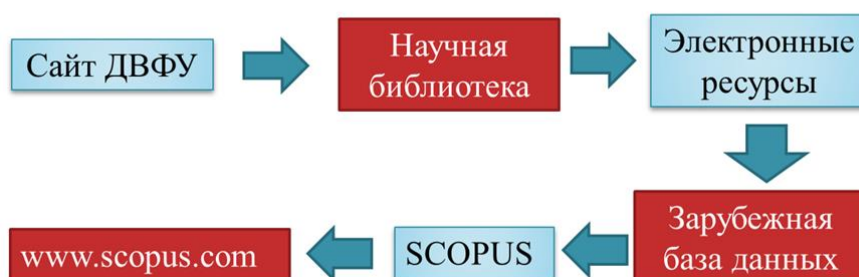 Сайт ДВФУ
Научная
библиотека
Электронные
ресурсы
Зарубежная
база данных
SCOPUS
www.scopus.com